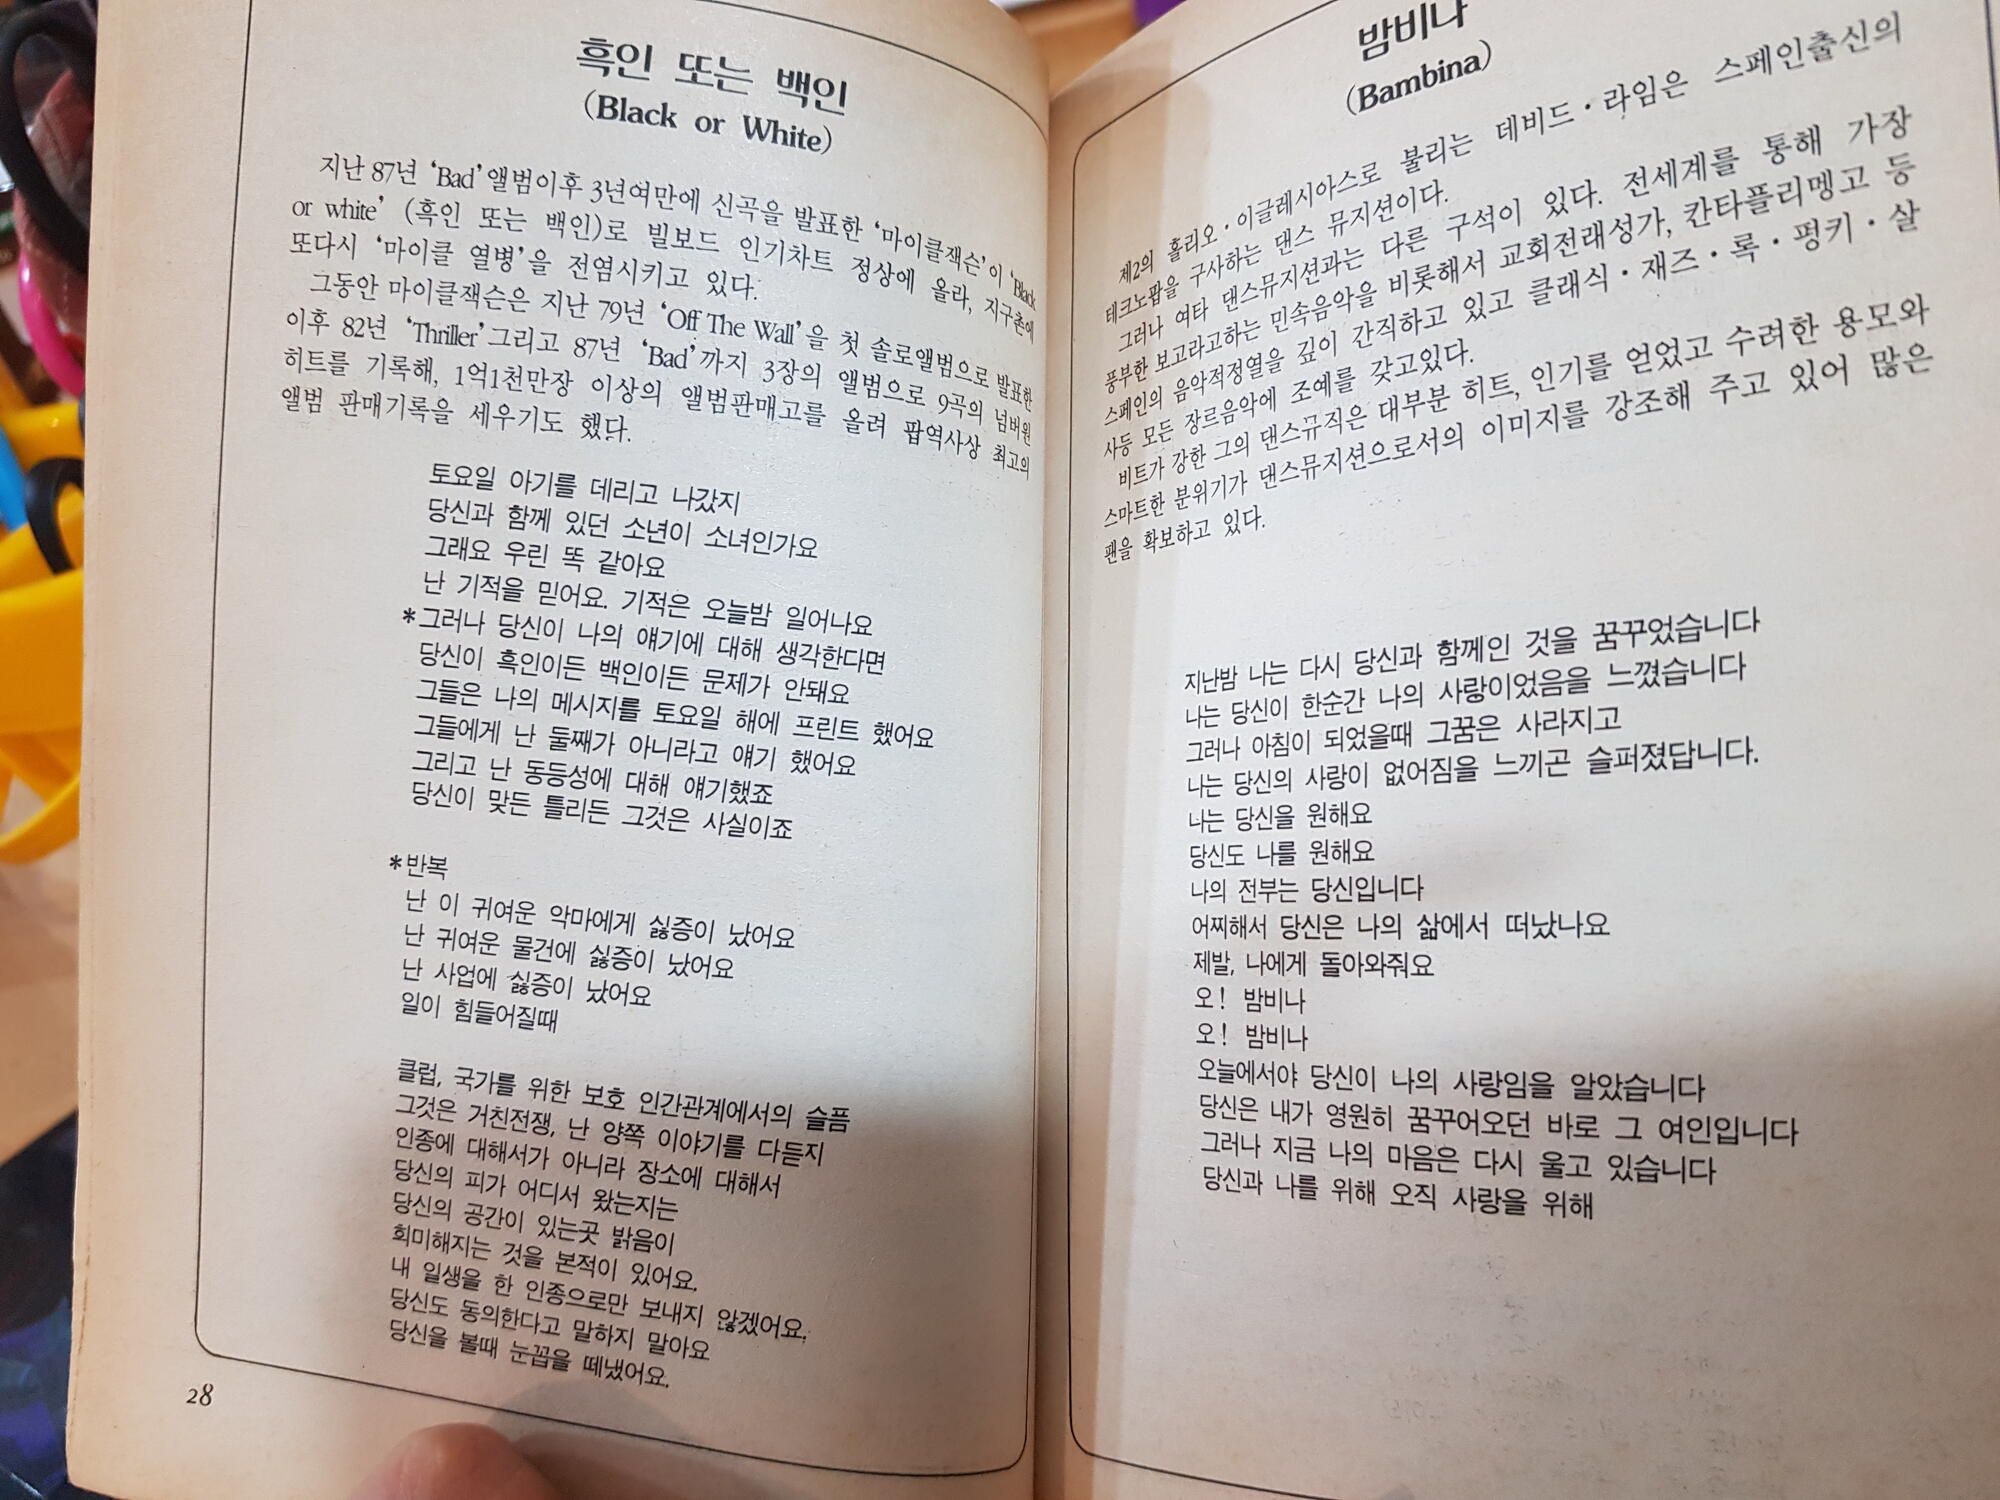 흑인 또는 백인
(Black or White)
지난 87년 ‘Bad’앨범이후 3년여만에 신곡을 발표한 ‘마이클잭슨’이 ‘Black
or white’ (흑인 또는 백인)로 빌보드 인기차트 정상에 올라, 지구촌에
또다시 ‘마이클 열병’을 전염시키고 있다.
그동안 마이클잭슨은 지난 79년 ‘Off The Wall’을 첫 솔로앨범으로 발표한
이후 82년 ‘Thriller’그리고 87년 ‘Bad’까지 3장의 앨범으로 9곡의 넘버원
히트를 기록해, 1억1천만장 이상의 앨범판매고를 올려 팝역사상 최고의
앨범 판매기록을 세우기도 했다.
토요일 아기를 데리고 나갔지
당신과 함께 있던 소년이 소녀인가요
그래요 우린 똑 같아요
난 기적을 믿어요. 기적은 오늘밤 일어나요
*그러나 당신이 나의 얘기에 대해 생각한다면
당신이 흑인이든 백인이든 문제가 안돼요
그들은 나의 메시지를 토요일 해에 프린트 했어요
그들에게 난 둘째가 아니라고 얘기 했어요
그리고 난 동등성에 대해 얘기했죠
당신이 맞든 틀리든 그것은 사실이죠
*반복
난 이 귀여운 악마에게 싫증이 났어요
난 귀여운 물건에 싫증이 났어요
난 사업에 싫증이 났어요
일이 힘들어질때
클럽, 국가를 위한 보호 인간관계에서의 슬픔
그것은 거친전쟁, 난 양쪽 이야기를 다듣지
인종에 대해서가 아니라 장소에 대해서
당신의 피가 어디서 왔는지는
당신의 공간이 있는곳 밝음이
희미해지는 것을 본적이 있어요.
내 일생을 한 인종으로만 보내지 않겠어요.
당신도 동의한다고 말하지 말아요
당신을 볼때 눈꼽을 떼냈어요.
28
밤비나
(Bambina)
제2의 홀리오・이글레시아스로 불리는 데비드・라임은 스페인출신의
테크노팝을 구사하는 댄스 뮤지션이다.
그러나 여타 댄스뮤지션과는 다른 구석이 있다. 전세계를 통해 가장
풍부한 보고라고하는 민속음악을 비롯해서 교회전래성가, 칸타플리멩고 등
스페인의 음악적정열을 깊이 간직하고 있고 클래식・재즈・록・펑키・살
사등 모든 장르음악에 조예를 갖고있다.
비트가 강한 그의 댄스뮤직은 대부분 히트, 인기를 얻었고 수려한 용모와
스마트한 분위기가 댄스뮤지션으로서의 이미지를 강조해 주고 있어 많은
팬을 확보하고 있다.
지난밤 나는 다시 당신과 함께인 것을 꿈꾸었습니다
나는 당신이 한순간 나의 사랑이었음을 느꼈습니다
그러나 아침이 되었을때 그꿈은 사라지고
나는 당신의 사랑이 없어짐을 느끼곤 슬퍼졌답니다.
나는 당신을 원해요
당신도 나를 원해요
나의 전부는 당신입니다
어찌해서 당신은 나의 삶에서 떠났나요
제발, 나에게 돌아와줘요
오! 밤비나
오! 밤비나
오늘에서야 당신이 나의 사랑임을 알았습니다
당신은 내가 영원히 꿈꾸어오던 바로 그 여인입니다
그러나 지금 나의 마음은 다시 울고 있습니다
당신과 나를 위해 오직 사랑을 위해